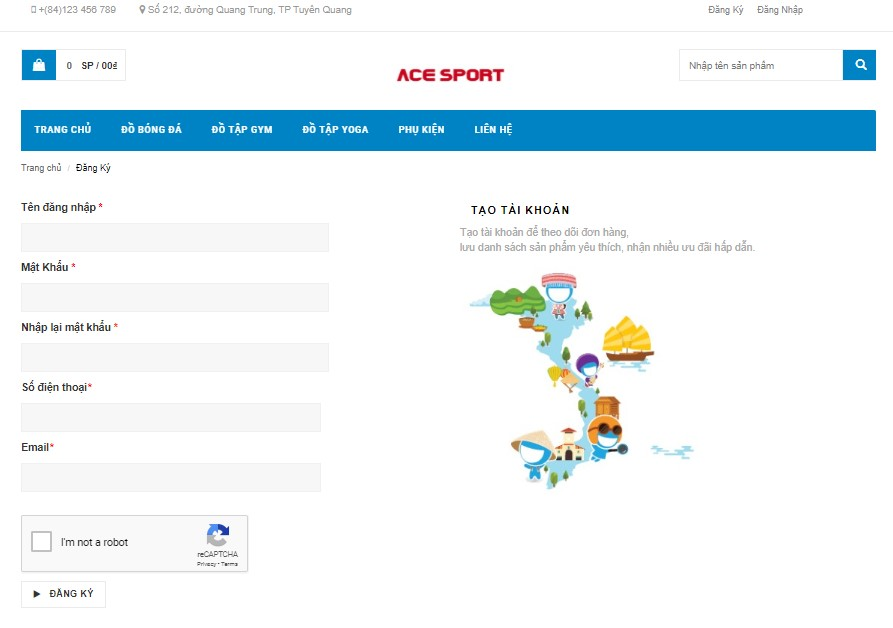 +(84)123 456 789 Số 212, đường Quang Trung, TP Tuyên Quang Đăng Ký Đăng Nhập
0 SP / 00₫ ACE SPORT Nhập tên sản phẩm
TRANG CHỦ ĐỒ BÓNG ĐÁ ĐỒ TẬP GYM ĐỒ TẬP YOGA PHỤ KIỆN LIÊN HỆ
Trang chủ / Đăng Ký
Tên đăng nhập *
Mật Khẩu *
Nhập lại mật khẩu *
Số điện thoại*
Email*
I'm not a robot
reCAPTCHA
Privacy - Terms
ĐĂNG KÝ
TẠO TÀI KHOẢN
Tạo tài khoản để theo dõi đơn hàng,
lưu danh sách sản phẩm yêu thích, nhận nhiều ưu đãi hấp dẫn.